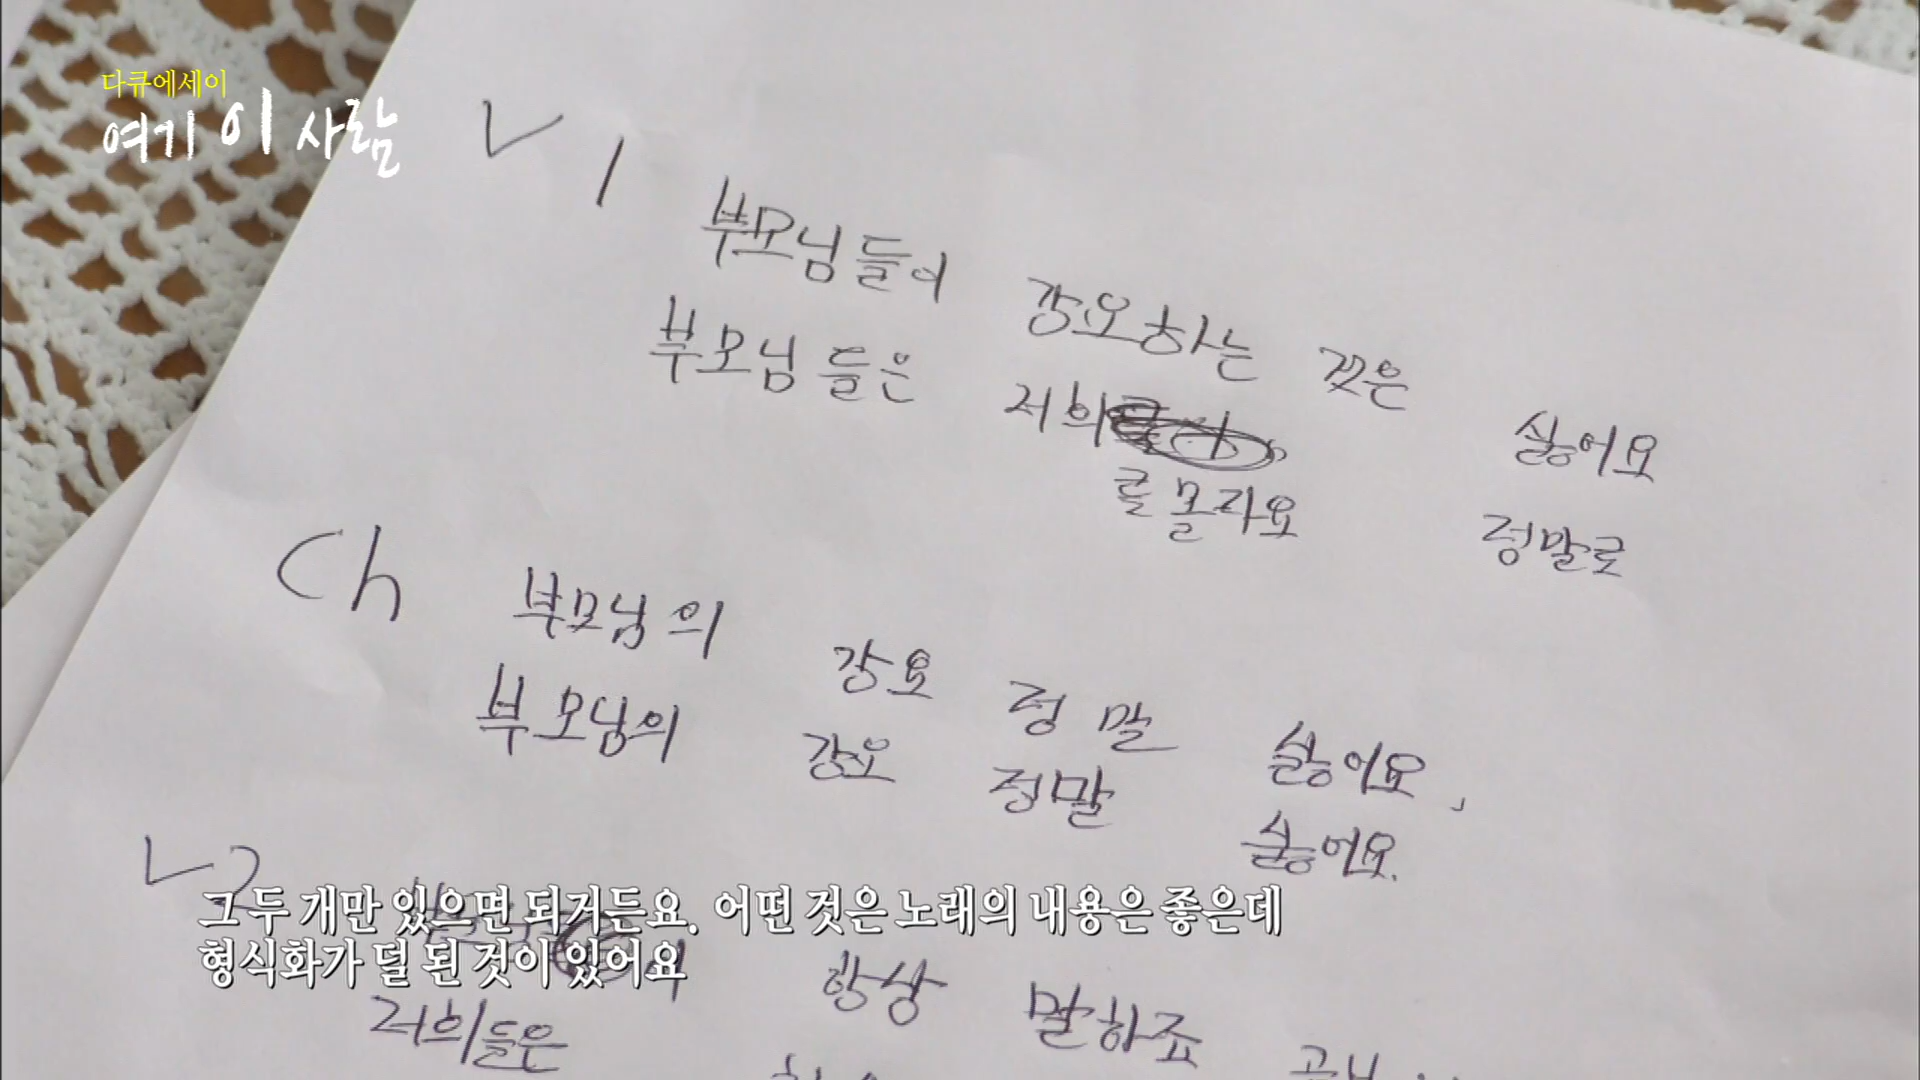 다큐에세이
여기 이 사람
V 1
부모님들이 강요하는 것은 싫어요
부모님들은 저희
를 몰라요 정말로
Ch
부모님의 강요 정말 싫어요,
부모님의 강요 정말 싫어요.
V 2
항상 말하죠
저희들은
그 두 개만 있으면 되거든요. 어떤 것은 노래의 내용은 좋은데
형식화가 덜 된 것이 있어요